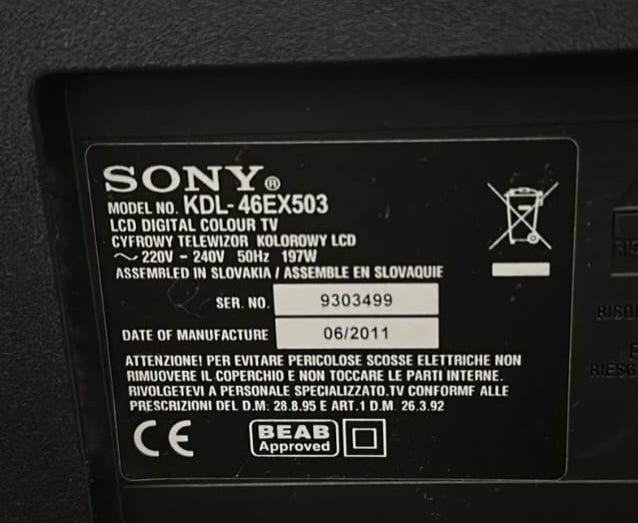 SONY®
MODEL NO. KDL-46EX503
LCD DIGITAL COLOUR TV
CYFROWY TELEWIZOR KOLOROWY LCD
~ 220V - 240V 50Hz 197W
ASSEMBLED IN SLOVAKIA / ASSEMBLE EN SLOVAQUIE
SER. NO. 9303499
DATE OF MANUFACTURE 06/2011
ATTENZIONE! PER EVITARE PERICOLOSE SCOSSE ELETTRICHE NON
RIMUOVERE IL COPERCHIO E NON TOCCARE LE PARTI INTERNE.
RIVOLGETEVI A PERSONALE SPECIALIZZATO.TV CONFORME ALLE
PRESCRIZIONI DEL D.M. 28.8.95 E ART.1 D.M. 26.3.92
CE
BEAB
Approved